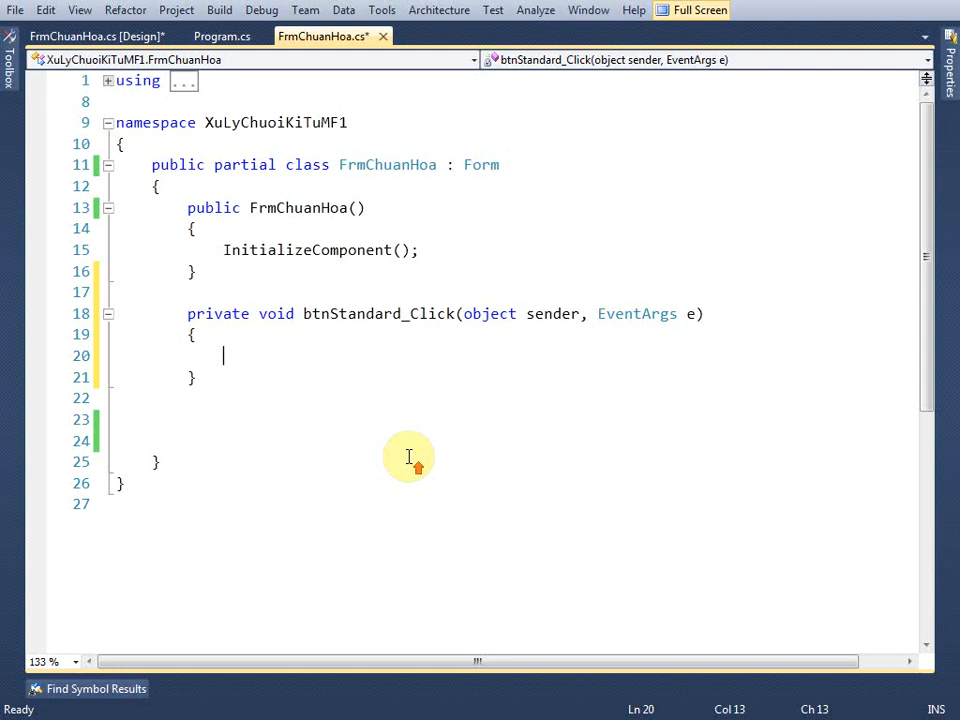 File Edit View Refactor Project Build Debug Team Data Tools Architecture Test Analyze Window Help Full Screen
FrmChuanHoa.cs [Design]* Program.cs FrmChuanHoa.cs*
Toolbox
Properties
XuLyChuoiKiTuMF1.FrmChuanHoa btnStandard_Click(object sender, EventArgs e)
1 using ...
8
9 namespace XuLyChuoiKiTuMF1
10 {
11 public partial class FrmChuanHoa : Form
12 {
13 public FrmChuanHoa()
14 {
15 InitializeComponent();
16 }
17
18 private void btnStandard_Click(object sender, EventArgs e)
19 {
20
21 }
22
23
24
25 }
26 }
27
133 %
Find Symbol Results
Ready Ln 20 Col 13 Ch 13 INS